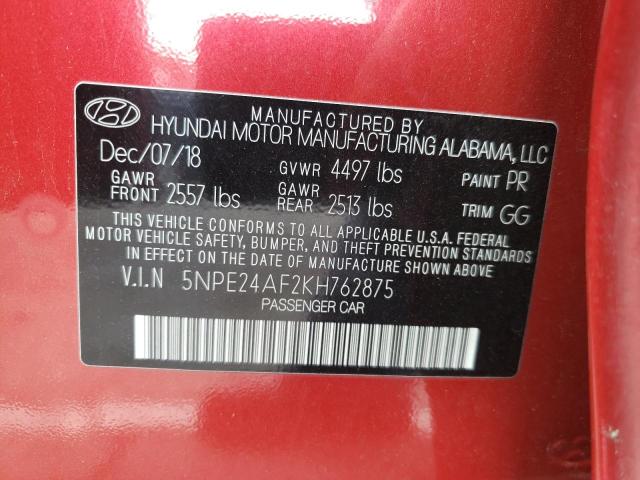 MANUFACTURED BY
HYUNDAI MOTOR MANUFACTURING ALABAMA, LLC
Dec/07/18 GVWR 4497 lbs PAINT PR
GAWR FRONT 2557 lbs GAWR REAR 2513 lbs TRIM GG
THIS VEHICLE CONFORMS TO ALL APPLICABLE U.S.A. FEDERAL
MOTOR VEHICLE SAFETY, BUMPER, AND THEFT PREVENTION STANDARDS
IN EFFECT ON THE DATE OF MANUFACTURE SHOWN ABOVE.
V.I.N 5NPE24AF2KH762875
PASSENGER CAR